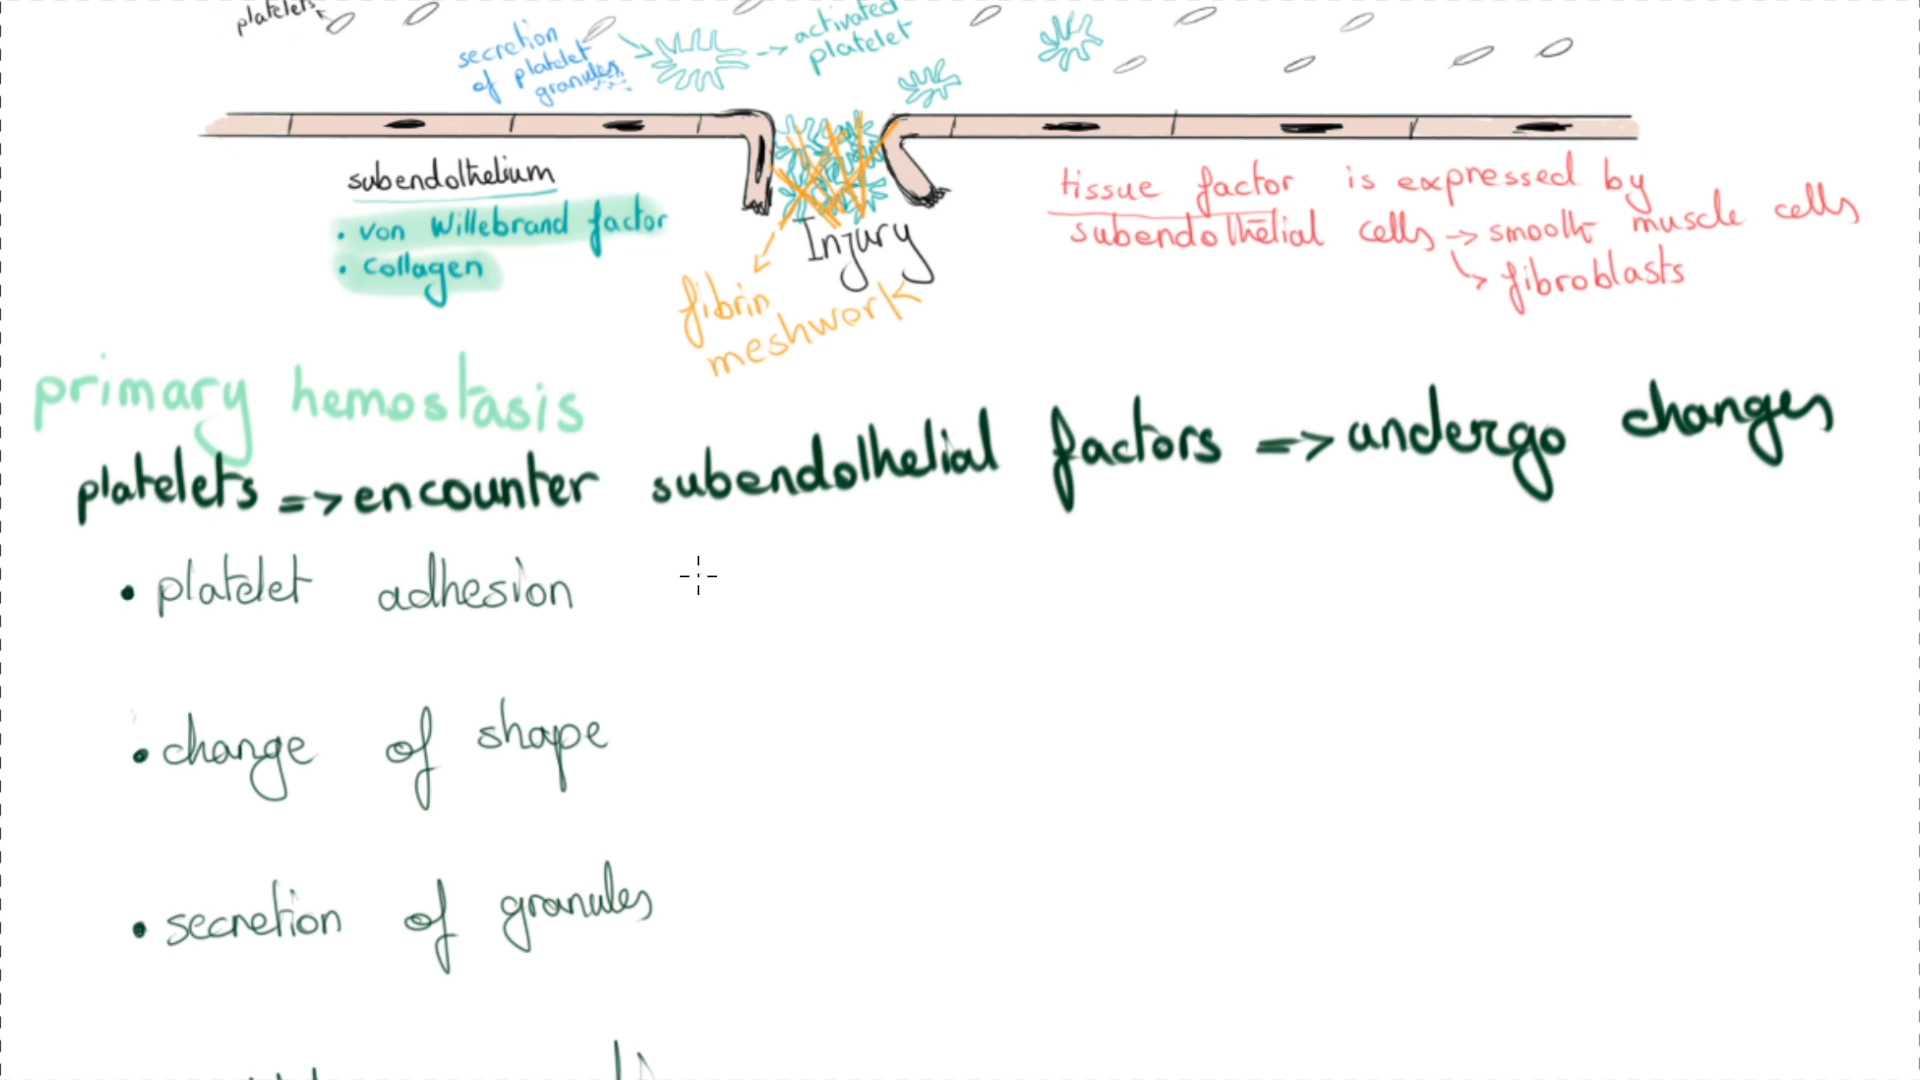 platelets
secretion
of platelet
granules
activated
platelet
subendothelium
• von Willebrand factor
• Collagen
Injury
fibrin
meshwork
tissue factor is expressed by
subendothelial cells -> smooth muscle cells
-> fibroblasts
primary hemostasis
platelets => encounter subendothelial factors => undergo changes
• platelet adhesion
• change of shape
• secretion of granules